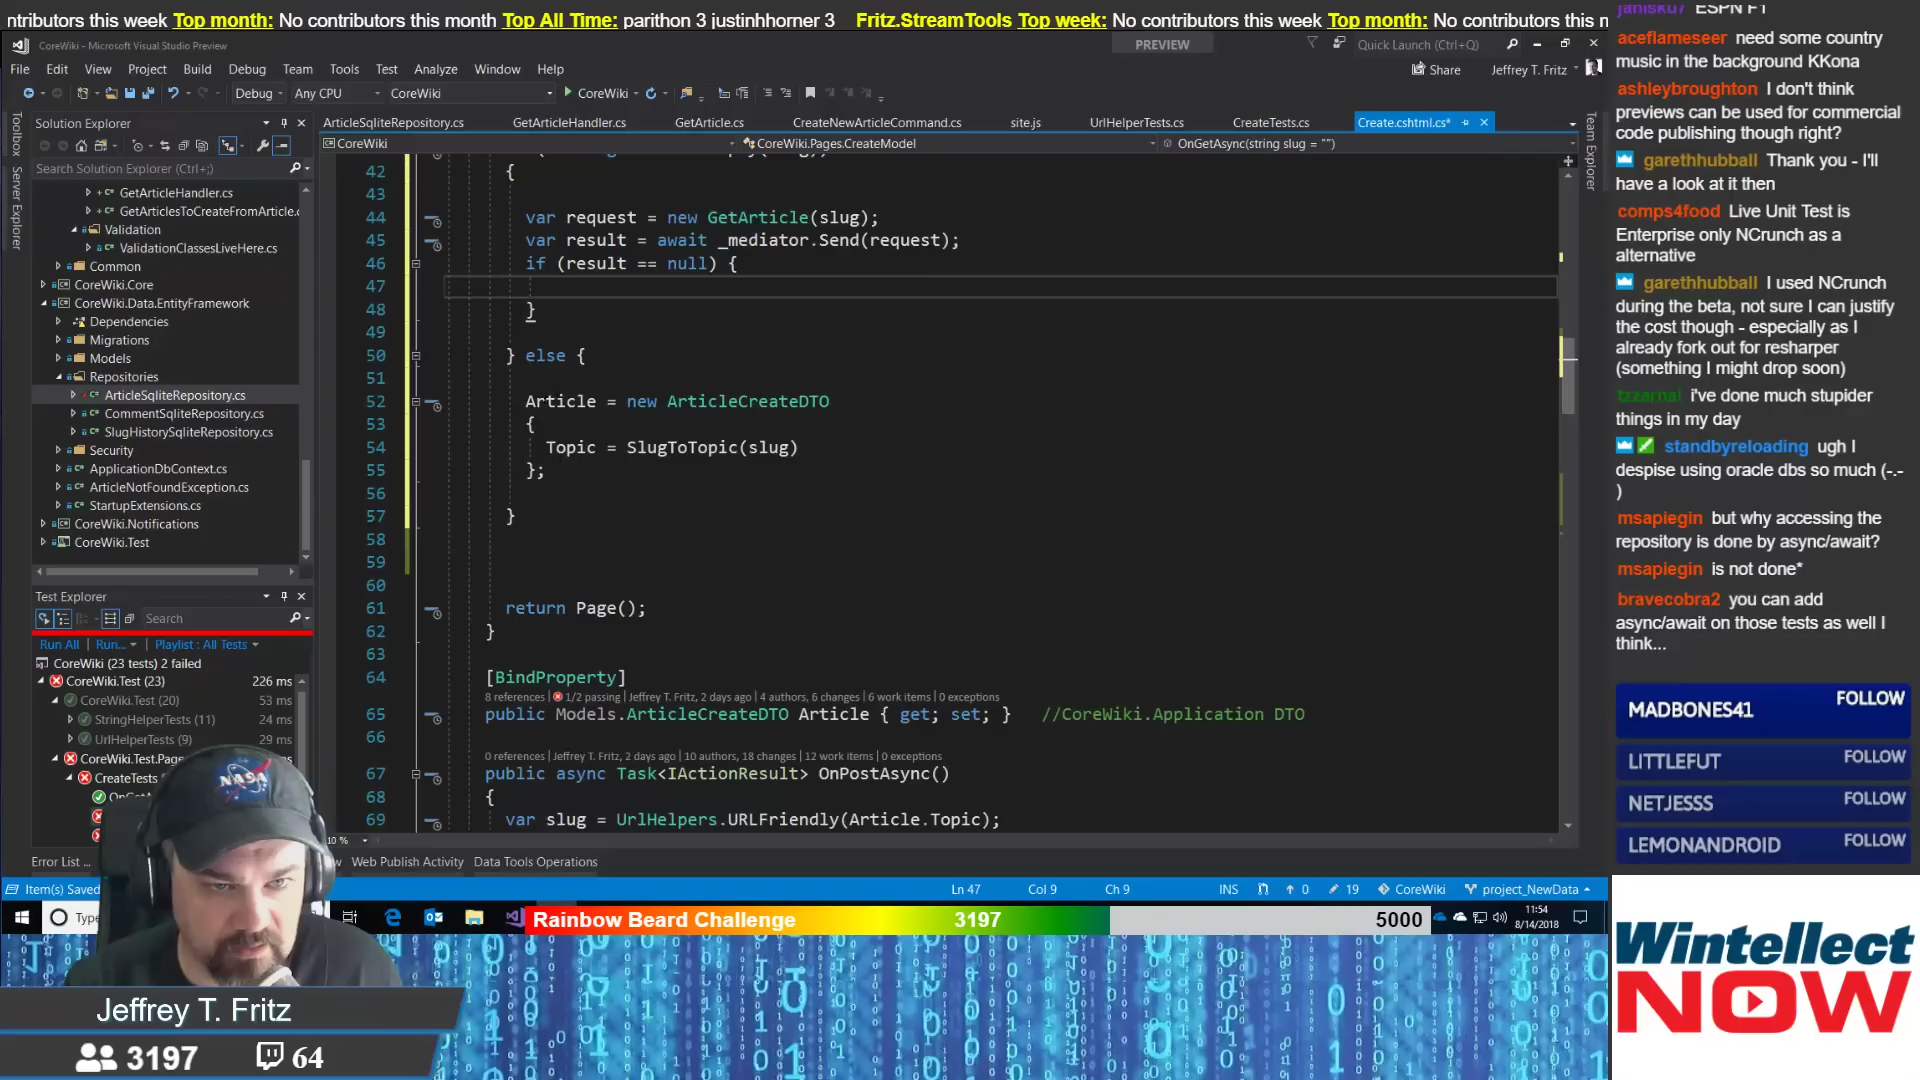 ntributors this week Top month: No contributors this month Top All Time: parithon 3 justinhhorner 3 Fritz.StreamTools Top week: No contributors this week Top month: No contributors this n
CoreWiki - Microsoft Visual Studio Preview
PREVIEW
Quick Launch (Ctrl+Q)
File Edit View Project Build Debug Team Tools Test Analyze Window Help
Share Jeffrey T. Fritz
Debug Any CPU CoreWiki CoreWiki
Toolbox
Server Explorer
Team Explorer
Solution Explorer
Search Solution Explorer (Ctrl+;)
GetArticleHandler.cs
GetArticlesToCreateFromArticle.c
Validation
ValidationClassesLiveHere.cs
Common
CoreWiki.Core
CoreWiki.Data.EntityFramework
Dependencies
Migrations
Models
Repositories
ArticleSqliteRepository.cs
CommentSqliteRepository.cs
SlugHistorySqliteRepository.cs
Security
ApplicationDbContext.cs
ArticleNotFoundException.cs
StartupExtensions.cs
CoreWiki.Notifications
CoreWiki.Test
Test Explorer
Search
Run All Run... Playlist : All Tests
CoreWiki (23 tests) 2 failed
CoreWiki.Test (23) 226 ms
CoreWiki.Test (20) 53 ms
StringHelperTests (11) 24 ms
UrlHelperTests (9) 29 ms
CoreWiki.Test.Pag
CreateTests
ArticleSqliteRepository.cs GetArticleHandler.cs GetArticle.cs CreateNewArticleCommand.cs site.js UrlHelperTests.cs CreateTests.cs Create.cshtml.cs*
CoreWiki CoreWiki.Pages.CreateModel OnGetAsync(string slug = "")
42 {
43
44 var request = new GetArticle(slug);
45 var result = await _mediator.Send(request);
46 if (result == null) {
47
48 }
49
50 } else {
51
52 Article = new ArticleCreateDTO
53 {
54 Topic = SlugToTopic(slug)
55 };
56
57 }
58
59
60
61 return Page();
62 }
63
64 [BindProperty]
8 references | 1/2 passing | Jeffrey T. Fritz, 2 days ago | 4 authors, 6 changes | 6 work items | 0 exceptions
65 public Models.ArticleCreateDTO Article { get; set; } //CoreWiki.Application DTO
66
0 references | Jeffrey T. Fritz, 2 days ago | 10 authors, 18 changes | 12 work items | 0 exceptions
67 public async Task<IActionResult> OnPostAsync()
68 {
69 var slug = UrlHelpers.URLFriendly(Article.Topic);
10 %
Error List ... Web Publish Activity Data Tools Operations
Item(s) Saved Ln 47 Col 9 Ch 9 INS 0 19 CoreWiki project_NewData
Type
Rainbow Beard Challenge 3197 5000
11:54
8/14/2018
NASA
Jeffrey T. Fritz
3197 64
janisku7 ESPN F1
aceflameseer need some country
music in the background KKona
ashleybroughton I don't think
previews can be used for commercial
code publishing though right?
garethhubball Thank you - I'll
have a look at it then
comps4food Live Unit Test is
Enterprise only NCrunch as a
alternative
garethhubball I used NCrunch
during the beta, not sure I can justify
the cost though - especially as I
already fork out for resharper
(something I might drop soon)
tzzarnal i've done much stupider
things in my day
standbyreloading ugh I
despise using oracle dbs so much (-.-
)
msapiegin but why accessing the
repository is done by async/await?
msapiegin is not done*
bravecobra2 you can add
async/await on those tests as well I
think...
MADBONES41 FOLLOW
LITTLEFUT FOLLOW
NETJESSS FOLLOW
LEMONANDROID FOLLOW
Wintellect
NOW